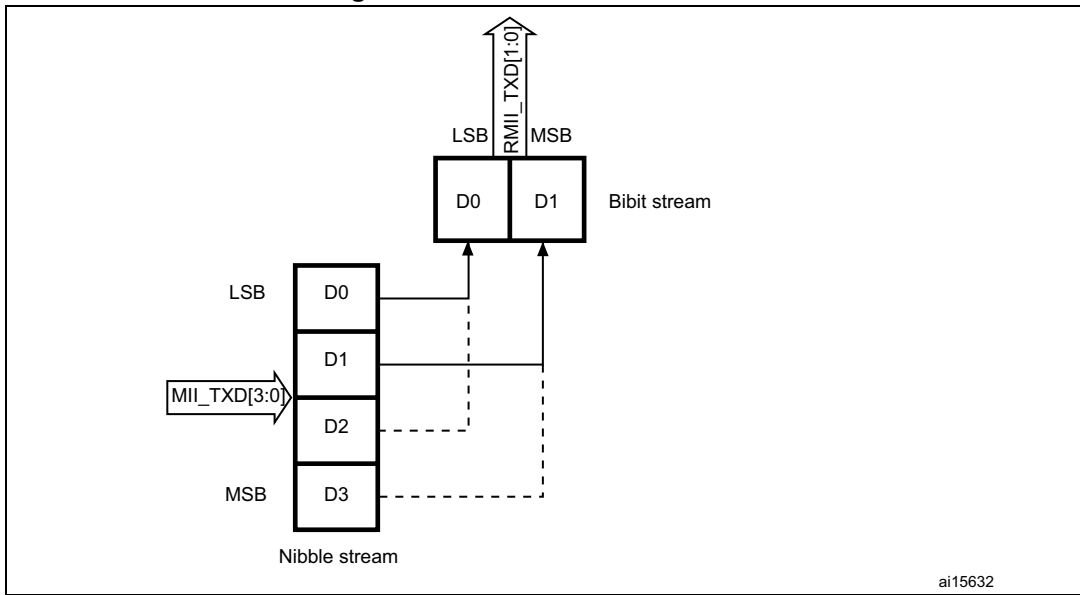 RMII_TXD[1:0]
LSB
MSB
D0
D1
Bibit stream
LSB
D0
D1
MII_TXD[3:0]
D2
MSB
D3
Nibble stream
ai15632